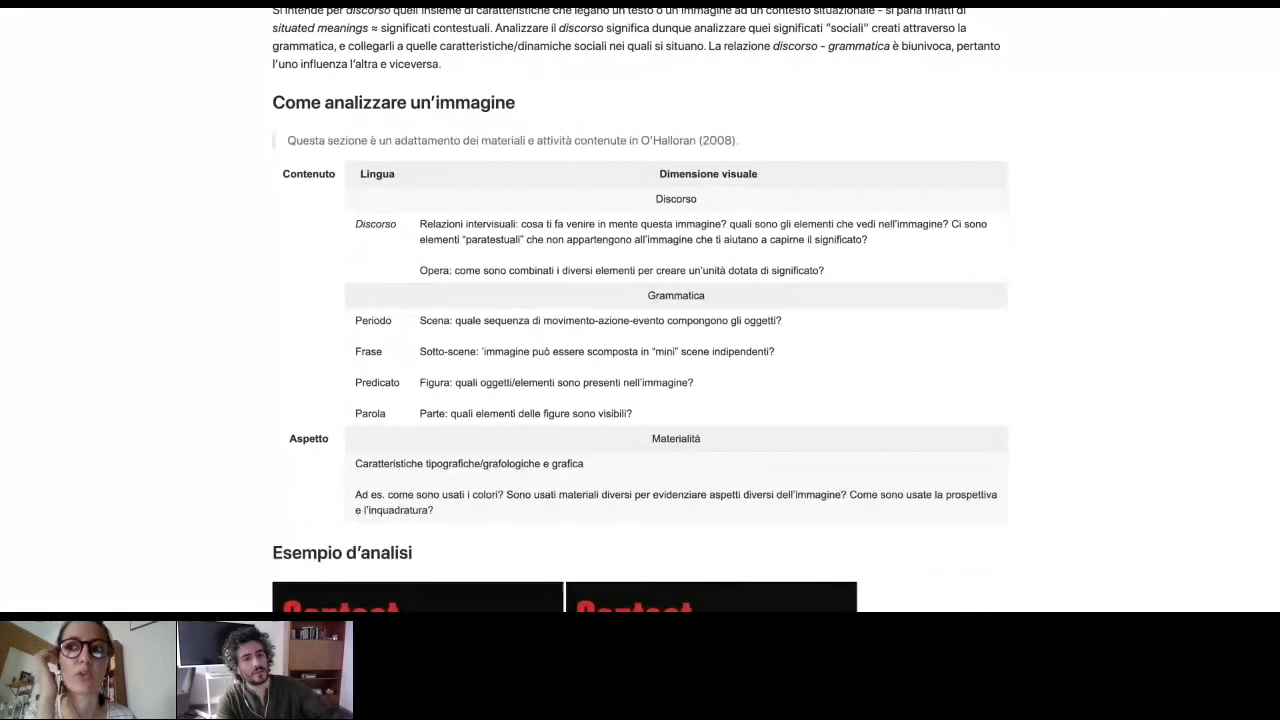 Si intende per discorso quell'insieme di caratteristiche che legano un testo o un'immagine ad un contesto situazionale - si parla infatti di
situated meanings ≈ significati contestuali. Analizzare il discorso significa dunque analizzare quei significati "sociali" creati attraverso la
grammatica, e collegarli a quelle caratteristiche/dinamiche sociali nei quali si situano. La relazione discorso - grammatica è biunivoca, pertanto
l'uno influenza l'altra e viceversa.
Come analizzare un'immagine
Questa sezione è un adattamento dei materiali e attività contenute in O'Halloran (2008).
Contenuto Lingua Dimensione visuale
Discorso
Discorso Relazioni intervisuali: cosa ti fa venire in mente questa immagine? quali sono gli elementi che vedi nell'immagine? Ci sono
elementi "paratestuali" che non appartengono all'immagine che ti aiutano a capirne il significato?
Opera: come sono combinati i diversi elementi per creare un'unità dotata di significato?
Grammatica
Periodo Scena: quale sequenza di movimento-azione-evento compongono gli oggetti?
Frase Sotto-scene: 'immagine può essere scomposta in "mini" scene indipendenti?
Predicato Figura: quali oggetti/elementi sono presenti nell'immagine?
Parola Parte: quali elementi delle figure sono visibili?
Aspetto Materialità
Caratteristiche tipografiche/grafologiche e grafica
Ad es. come sono usati i colori? Sono usati materiali diversi per evidenziare aspetti diversi dell'immagine? Come sono usate la prospettiva
e l'inquadratura?
Esempio d'analisi
Contact Contact